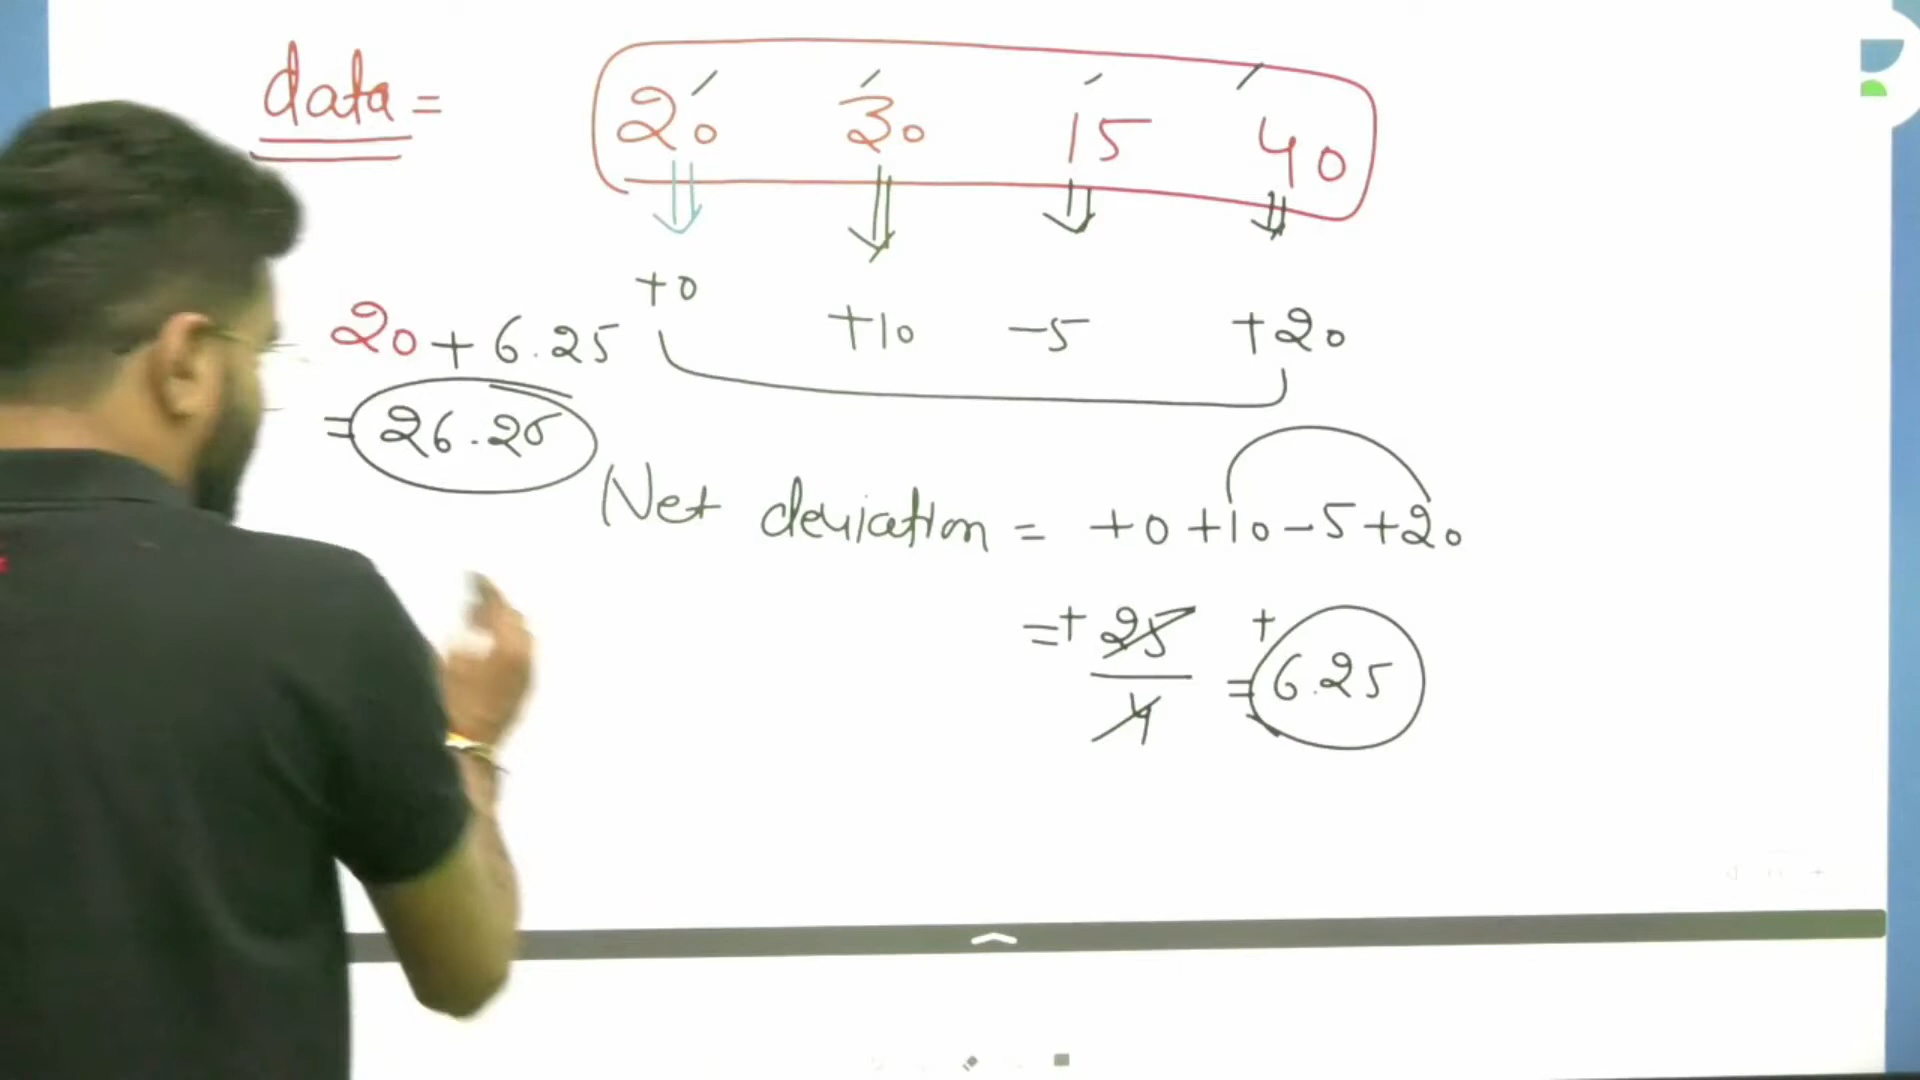 data = 20 30 15 40
+0 +10 -5 +20
20 + 6.25
= 26.25
Net deviation = +0 +10 -5 +20
= + 25/4 = + 6.25